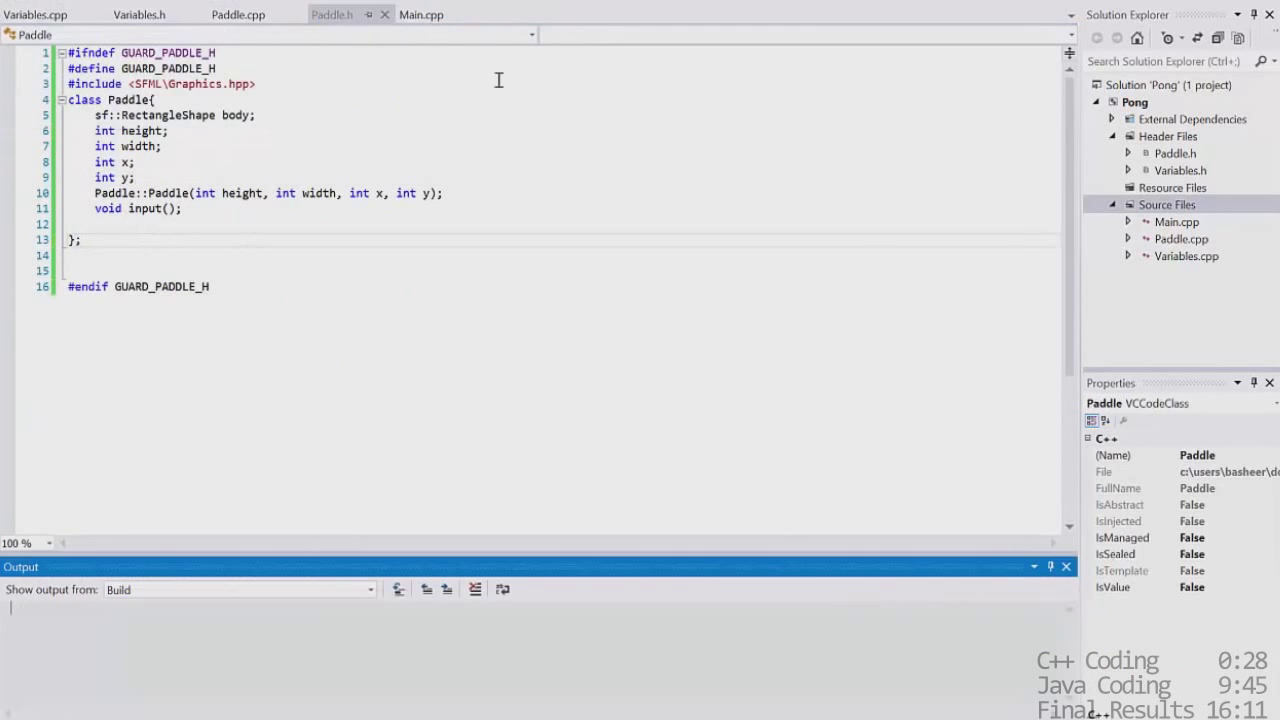 Variables.cpp Variables.h Paddle.cpp Paddle.h Main.cpp
Paddle
1 #ifndef GUARD_PADDLE_H
2 #define GUARD_PADDLE_H
3 #include <SFML\Graphics.hpp>
4 class Paddle{
5 sf::RectangleShape body;
6 int height;
7 int width;
8 int x;
9 int y;
10 Paddle::Paddle(int height, int width, int x, int y);
11 void input();
12
13 };
14
15
16 #endif GUARD_PADDLE_H
100 %
Output
Show output from: Build
Solution Explorer
Search Solution Explorer (Ctrl+;)
Solution 'Pong' (1 project)
Pong
External Dependencies
Header Files
Paddle.h
Variables.h
Resource Files
Source Files
Main.cpp
Paddle.cpp
Variables.cpp
Properties
Paddle VCCodeClass
C++
(Name) Paddle
File c:\users\basheer\do
FullName Paddle
IsAbstract False
IsInjected False
IsManaged False
IsSealed False
IsTemplate False
IsValue False
C++ Coding 0:28
Java Coding 9:45
Final Results 16:11
C++